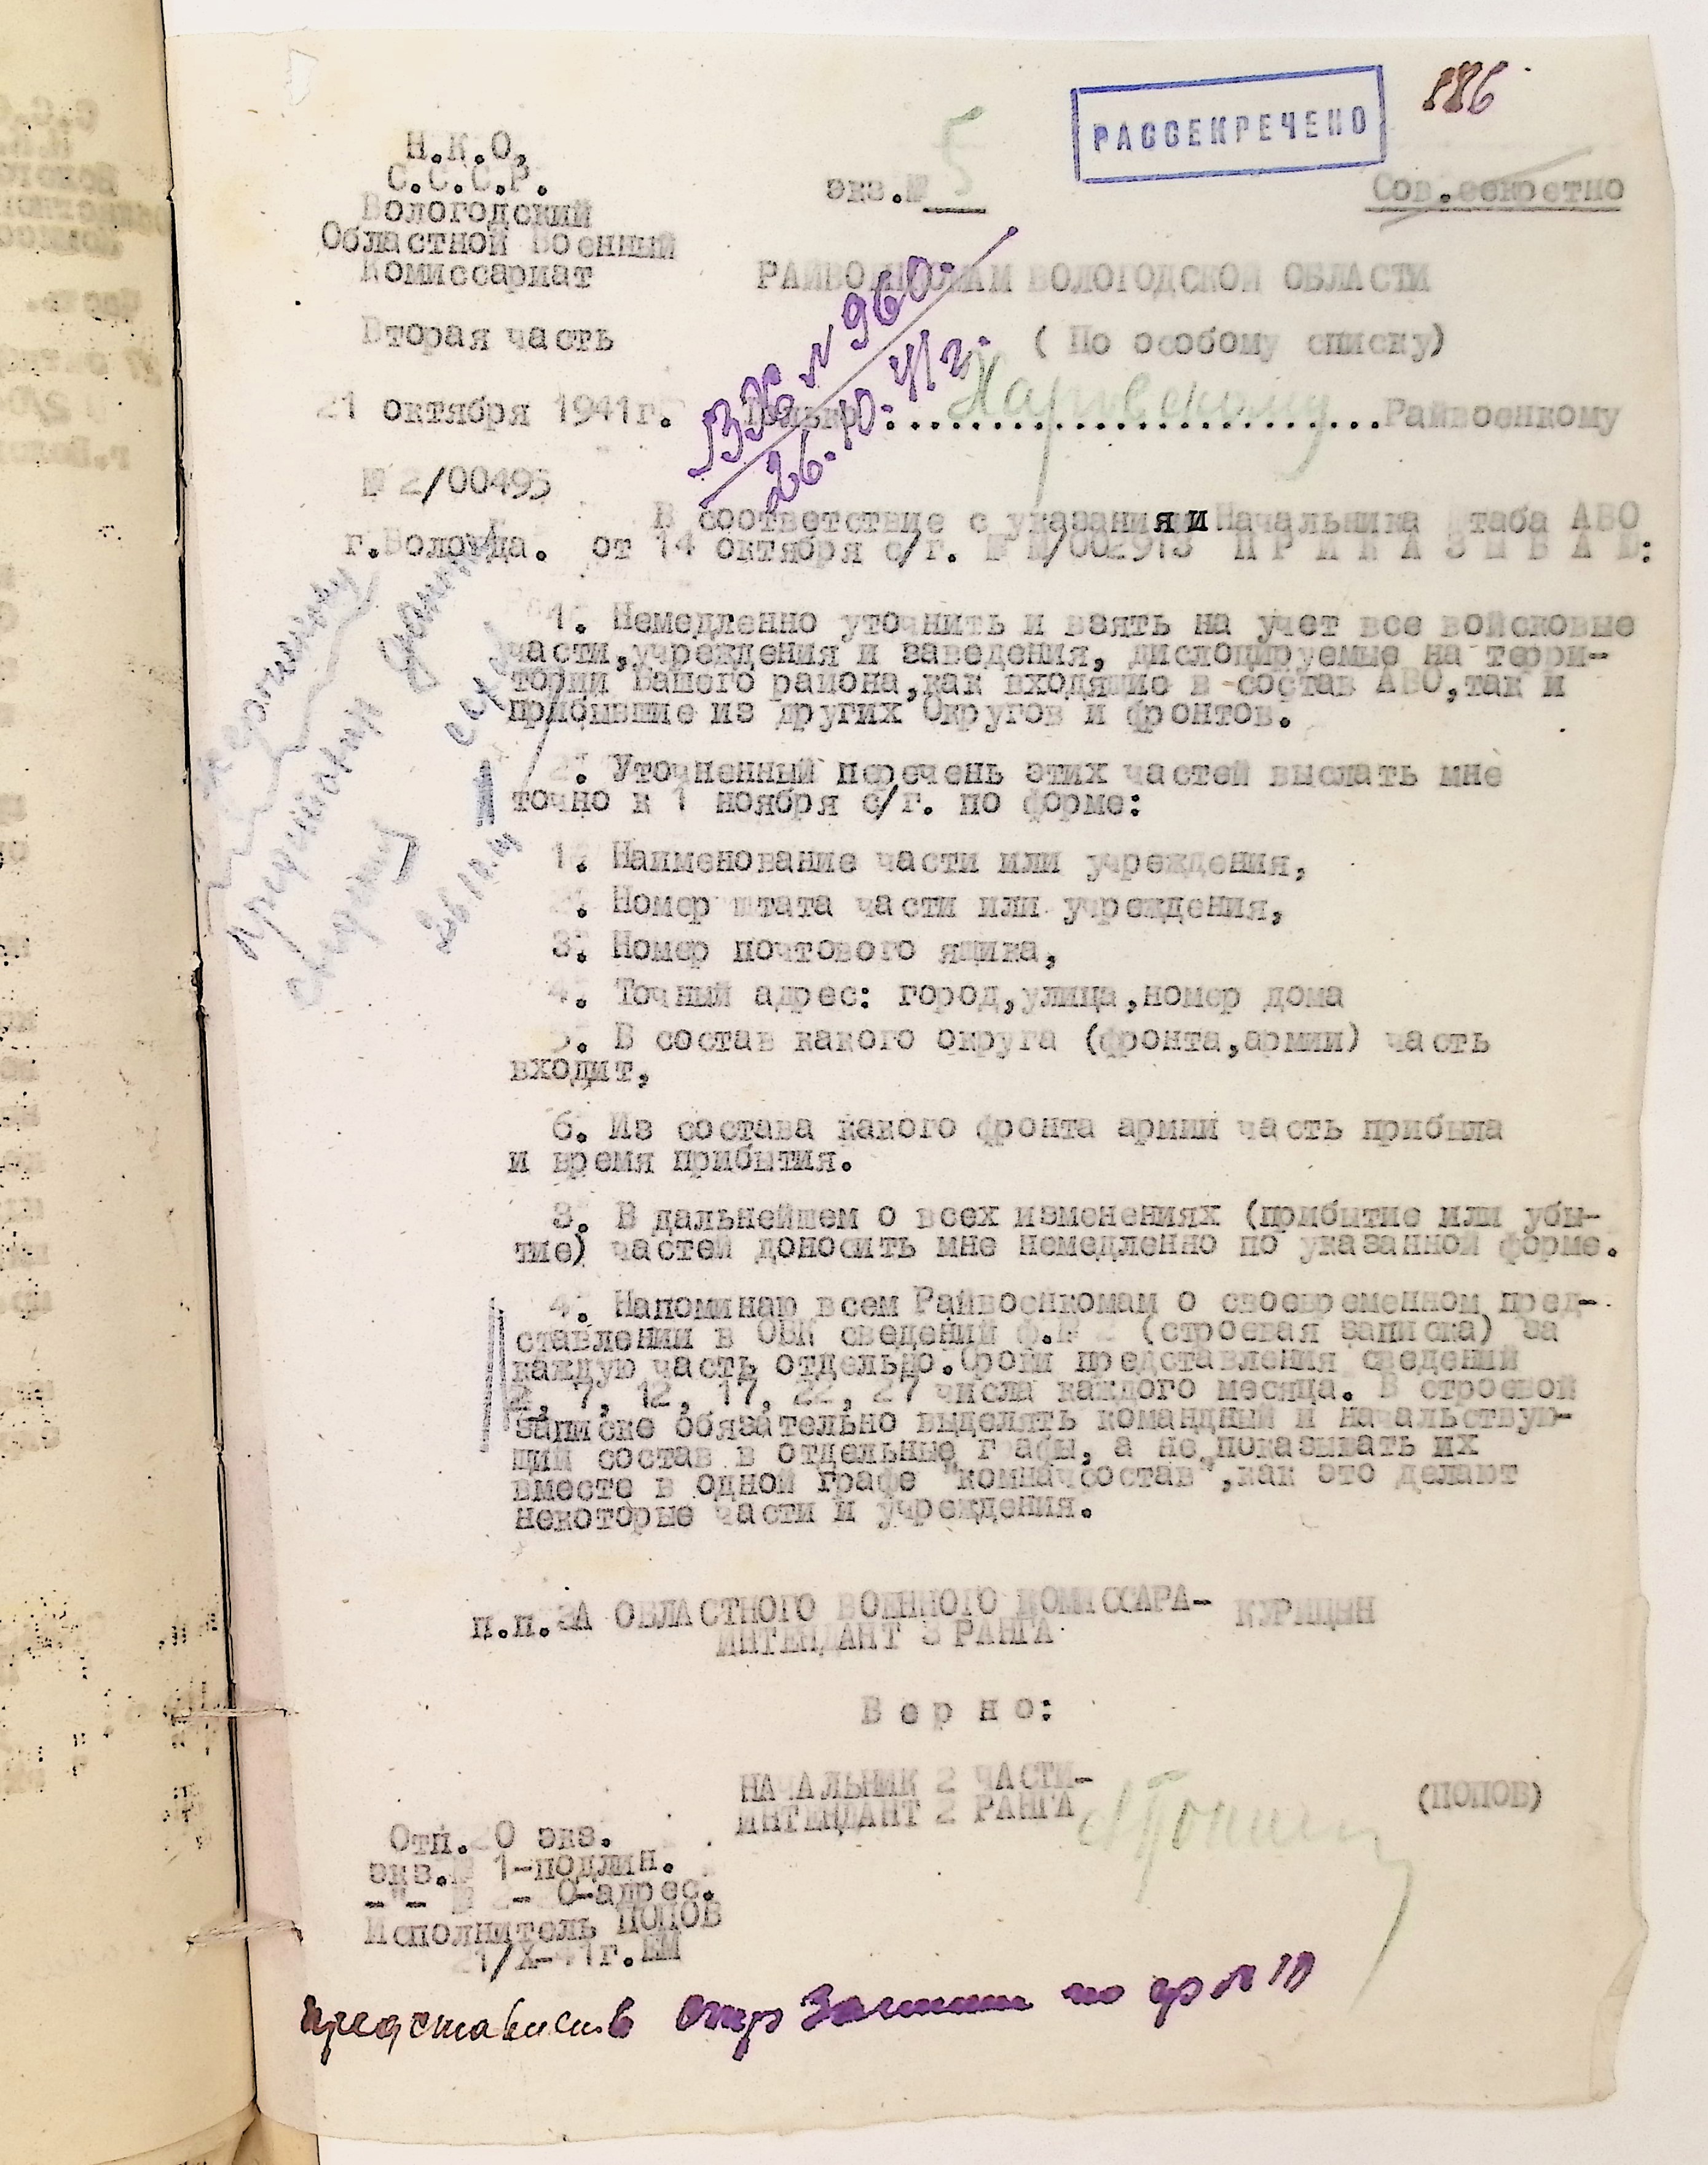 186
РАССЕКРЕЧЕНО
Н.К.О,
С.С.С.Р.
Вологодский
Областной Военный
Комиссариат
Вторая часть
21 октября 1941г.
№ 2/00495
г.Вологда.
экз.№ 5
Сов.секретно
РАЙВОЕНКОМАМ ВОЛОГОДСКОЙ ОБЛАСТИ
( По особому списку)
Только: Харовскому Райвоенкому
ВХ. N 960.
26. 10. 41 г.
В соответствие с указания и Начальника штаба АВО
от 14 октября с/г. № М/002913 П Р И К А З Ы В А Ю:
1. Немедленно уточнить и взять на учет все войсковые
части,учреждения и заведения, дислоцируемые на терри-
тории Вашего района,как входящие в состав АВО,так и
прибывшие из других Округов и фронтов.
2. Уточненный перечень этих частей выслать мне
точно к 1 ноября с/г. по форме:
1. Наименование части или учреждения,
2. Номер штата части или учреждения,
3. Номер почтового ящика,
4. Точный адрес: город,улица,номер дома
5. В состав какого округа (фронта,армии) часть
входит,
6. Из состава какого фронта армии часть прибыла
и время прибытия.
3. В дальнейшем о всех изменениях (прибытие или убы-
тие) частей доносить мне немедленно по указанной форме.
4. Напоминаю всем Райвоенкомам о своевременном пред-
ставлении в ОВК сведений ф.№ 2 (строевая записка) за
каждую часть отдельно.Сроки представления сведений
2, 7, 12, 17, 22, 27 числа каждого месяца. В строевой
записке обязательно выделять командный и начальствую-
щий состав в отдельные графы, а не показывать их
вместе в одной графе "комначсостав",как это делают
некоторые части и учреждения.
п.п.ЗА ОБЛАСТНОГО ВОЕННОГО КОМИССАРА-
ИНТЕНДАНТ 3 РАНГА
КУРИЦЫН
В е р н о:
НАЧАЛЬНИК 2 ЧАСТИ-
ИНТЕНДАНТ 2 РАНГА
(ПОПОВ)
Отп.20 экз.
экз.№ 1-подлин.
-"- № 2-20-адрес.
Исполнитель ПОПОВ
21/Х-41г.ЕМ